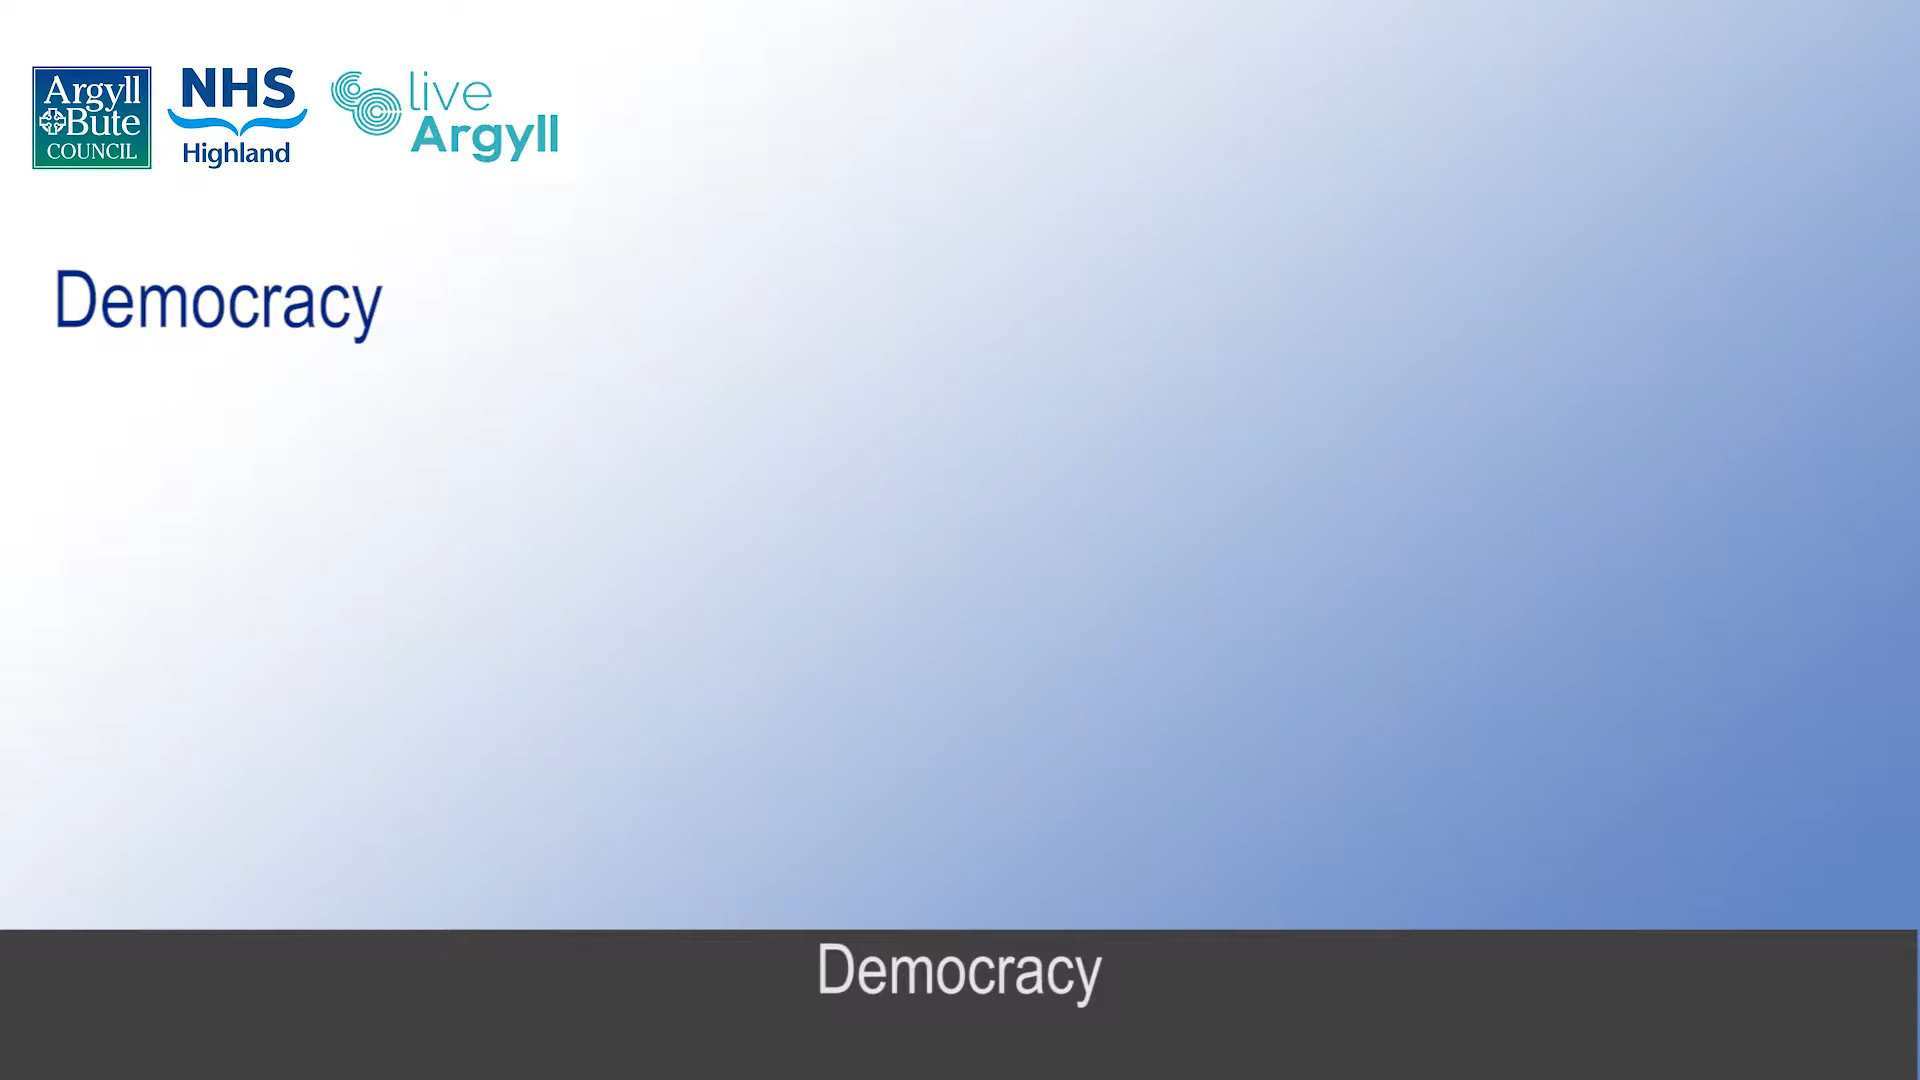 Argyll
Bute
COUNCIL
NHS
Highland
live
Argyll
Democracy
Democracy